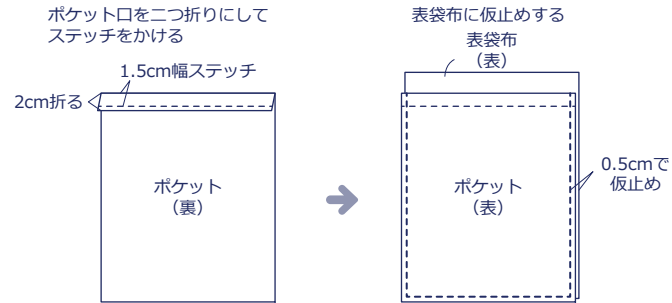 ポケット口を二つ折りにして
ステッチをかける
1.5cm幅ステッチ
2cm折る
ポケット
（裏）
表袋布に仮止めする
表袋布
（表）
0.5cmで
仮止め
ポケット
（表）